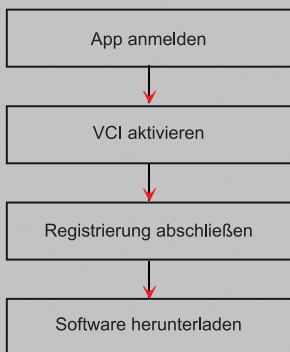 App anmelden
VCI aktivieren
Registrierung abschließen
Software herunterladen